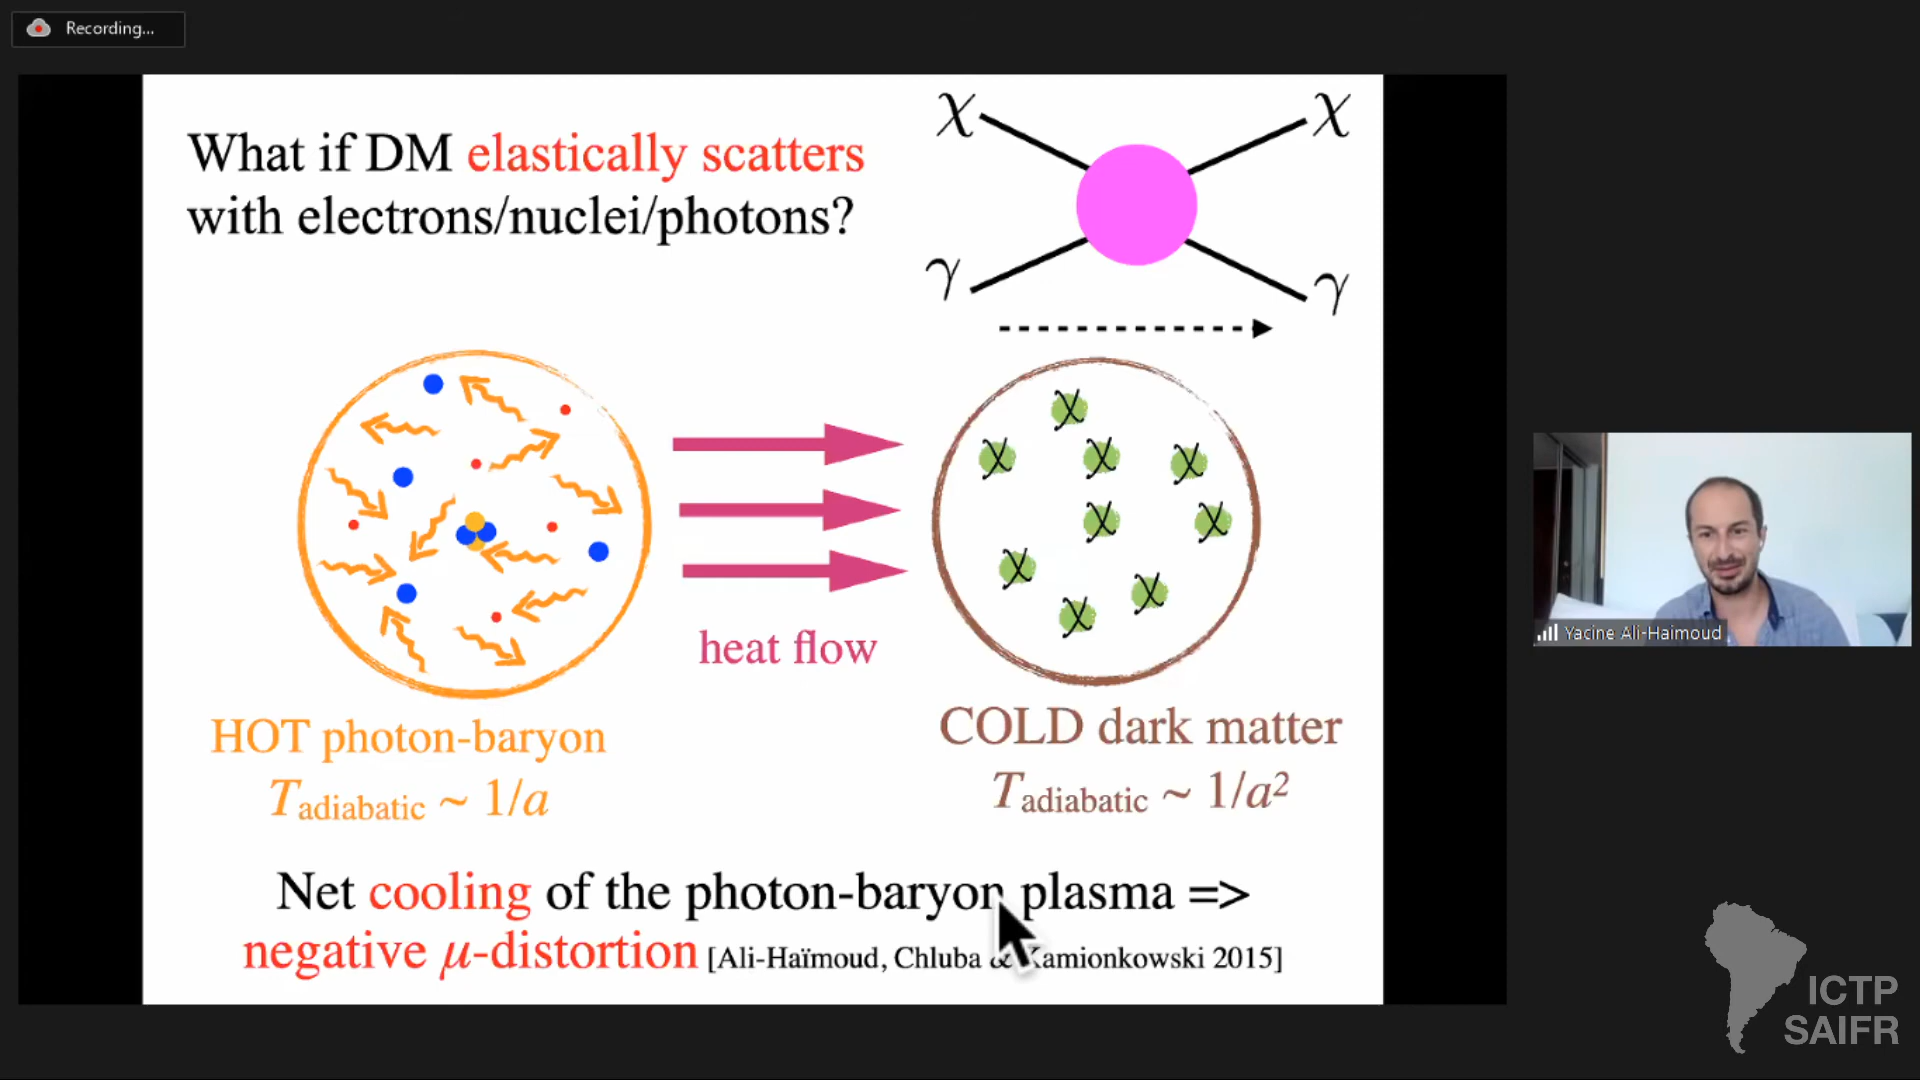 Recording...
What if DM elastically scatters
with electrons/nuclei/photons?
χ χ
γ γ
χ
χ χ χ
χ χ
χ χ
χ
heat flow
HOT photon-baryon
T adiabatic ~ 1/a
COLD dark matter
T adiabatic ~ 1/a²
Net cooling of the photon-baryon plasma =>
negative μ-distortion [Ali-Haïmoud, Chluba & Kamionkowski 2015]
Yacine Ali-Haimoud
ICTP
SAIFR